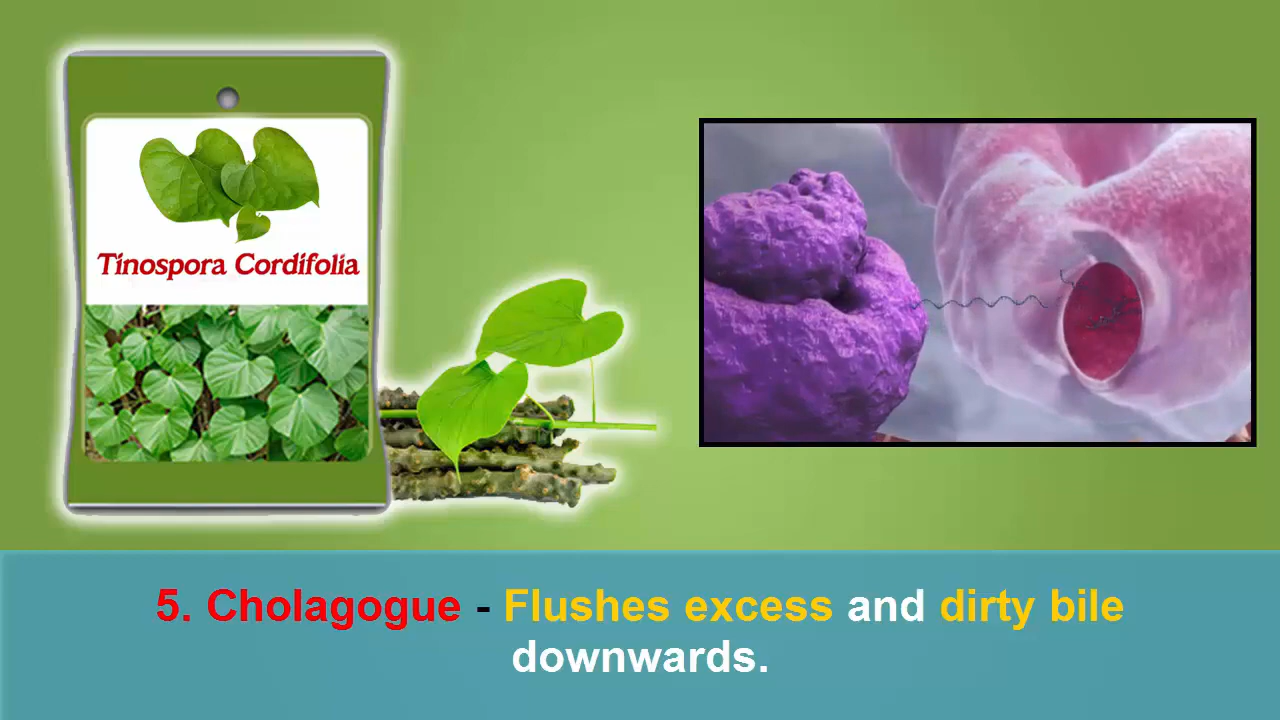 Tinospora Cordifolia
5. Cholagogue - Flushes excess and dirty bile
downwards.